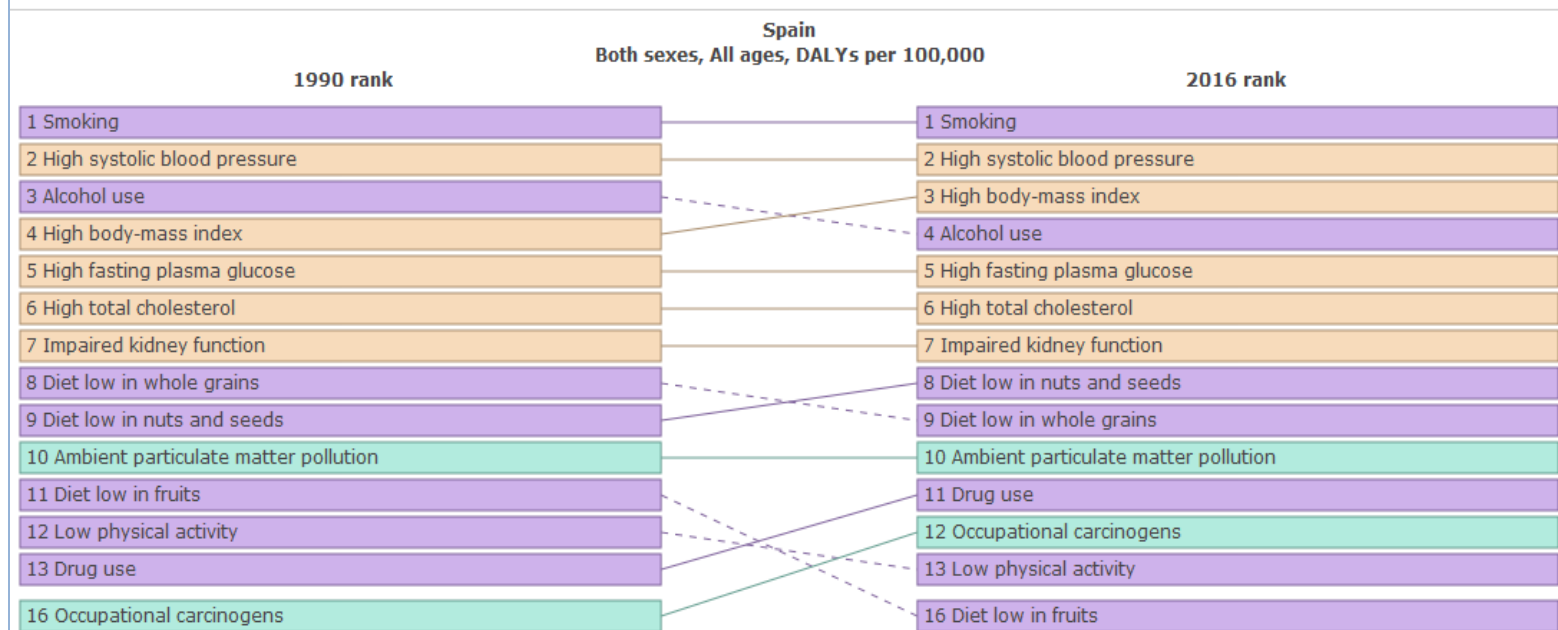 Spain
Both sexes, All ages, DALYs per 100,000
1990 rank
2016 rank
1 Smoking
2 High systolic blood pressure
3 Alcohol use
4 High body-mass index
5 High fasting plasma glucose
6 High total cholesterol
7 Impaired kidney function
8 Diet low in whole grains
9 Diet low in nuts and seeds
10 Ambient particulate matter pollution
11 Diet low in fruits
12 Low physical activity
13 Drug use
16 Occupational carcinogens
1 Smoking
2 High systolic blood pressure
3 High body-mass index
4 Alcohol use
5 High fasting plasma glucose
6 High total cholesterol
7 Impaired kidney function
8 Diet low in nuts and seeds
9 Diet low in whole grains
10 Ambient particulate matter pollution
11 Drug use
12 Occupational carcinogens
13 Low physical activity
16 Diet low in fruits